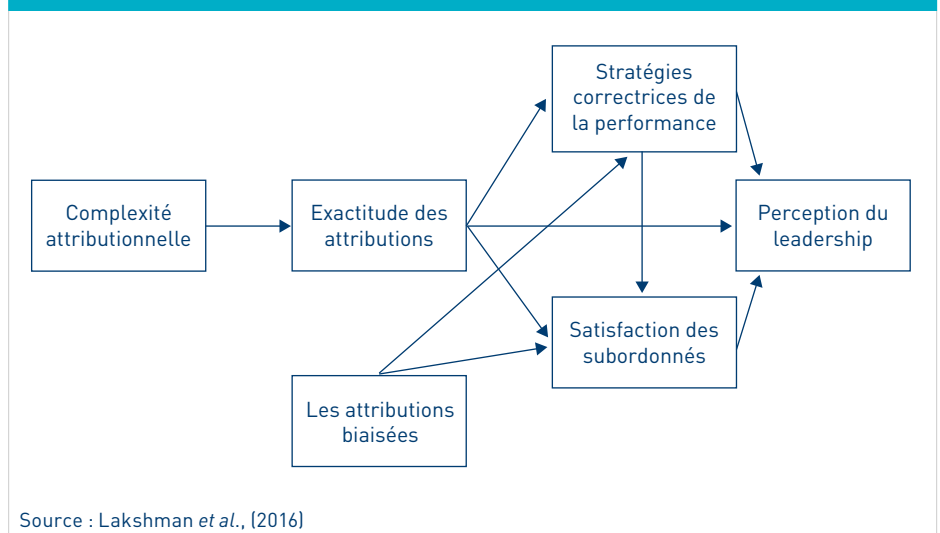 Stratégies
correctrices de
la performance
Complexité
attributionnelle
Exactitude des
attributions
Perception du
leadership
Satisfaction des
subordonnés
Les attributions
biaisées
Source : Lakshman et al., (2016)